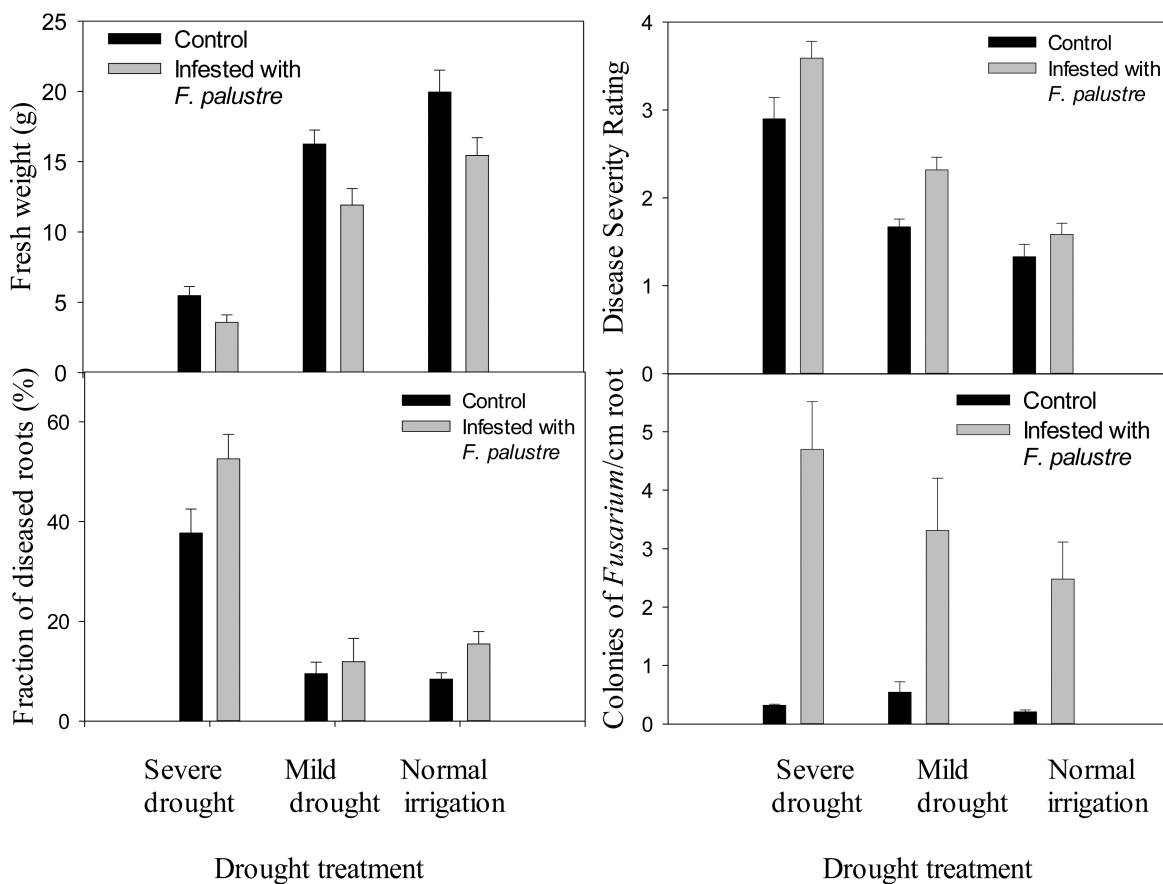 Fresh weight (g)
25
20
15
10
5
0
Control
Infested with
F. palustre
Disease Severity Rating
4
3
2
1
0
Control
Infested with
F. palustre
Fraction of diseased roots (%)
60
40
20
0
Control
Infested with
F. palustre
Severe
drought
Mild
drought
Normal
irrigation
Drought treatment
Colonies of Fusarium/cm root
5
4
3
2
1
0
Control
Infested with
F. palustre
Severe
drought
Mild
drought
Normal
irrigation
Drought treatment